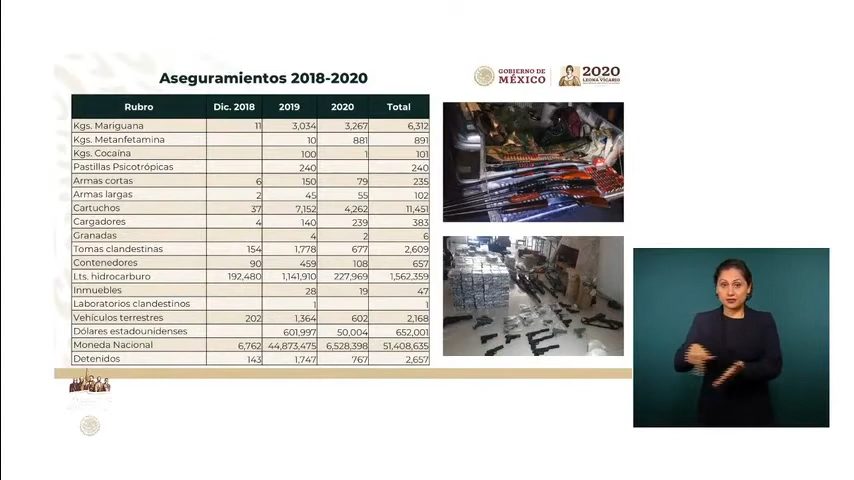 Aseguramientos 2018-2020
GOBIERNO DE
MÉXICO
2020
LEONA VICARIO
Rubro Dic. 2018 2019 2020 Total
Kgs. Mariguana 11 3,034 3,267 6,312
Kgs. Metanfetamina 10 881 891
Kgs. Cocaína 100 1 101
Pastillas Psicotrópicas 240 240
Armas cortas 6 150 79 235
Armas largas 2 45 55 102
Cartuchos 37 7,152 4,262 11,451
Cargadores 4 140 239 383
Granadas 4 2 6
Tomas clandestinas 154 1,778 677 2,609
Contenedores 90 459 108 657
Lts. hidrocarburo 192,480 1,141,910 227,969 1,562,359
Inmuebles 28 19 47
Laboratorios clandestinos 1 1
Vehículos terrestres 202 1,364 602 2,168
Dólares estadounidenses 601,997 50,004 652,001
Moneda Nacional 6,762 44,873,475 6,528,398 51,408,635
Detenidos 143 1,747 767 2,657